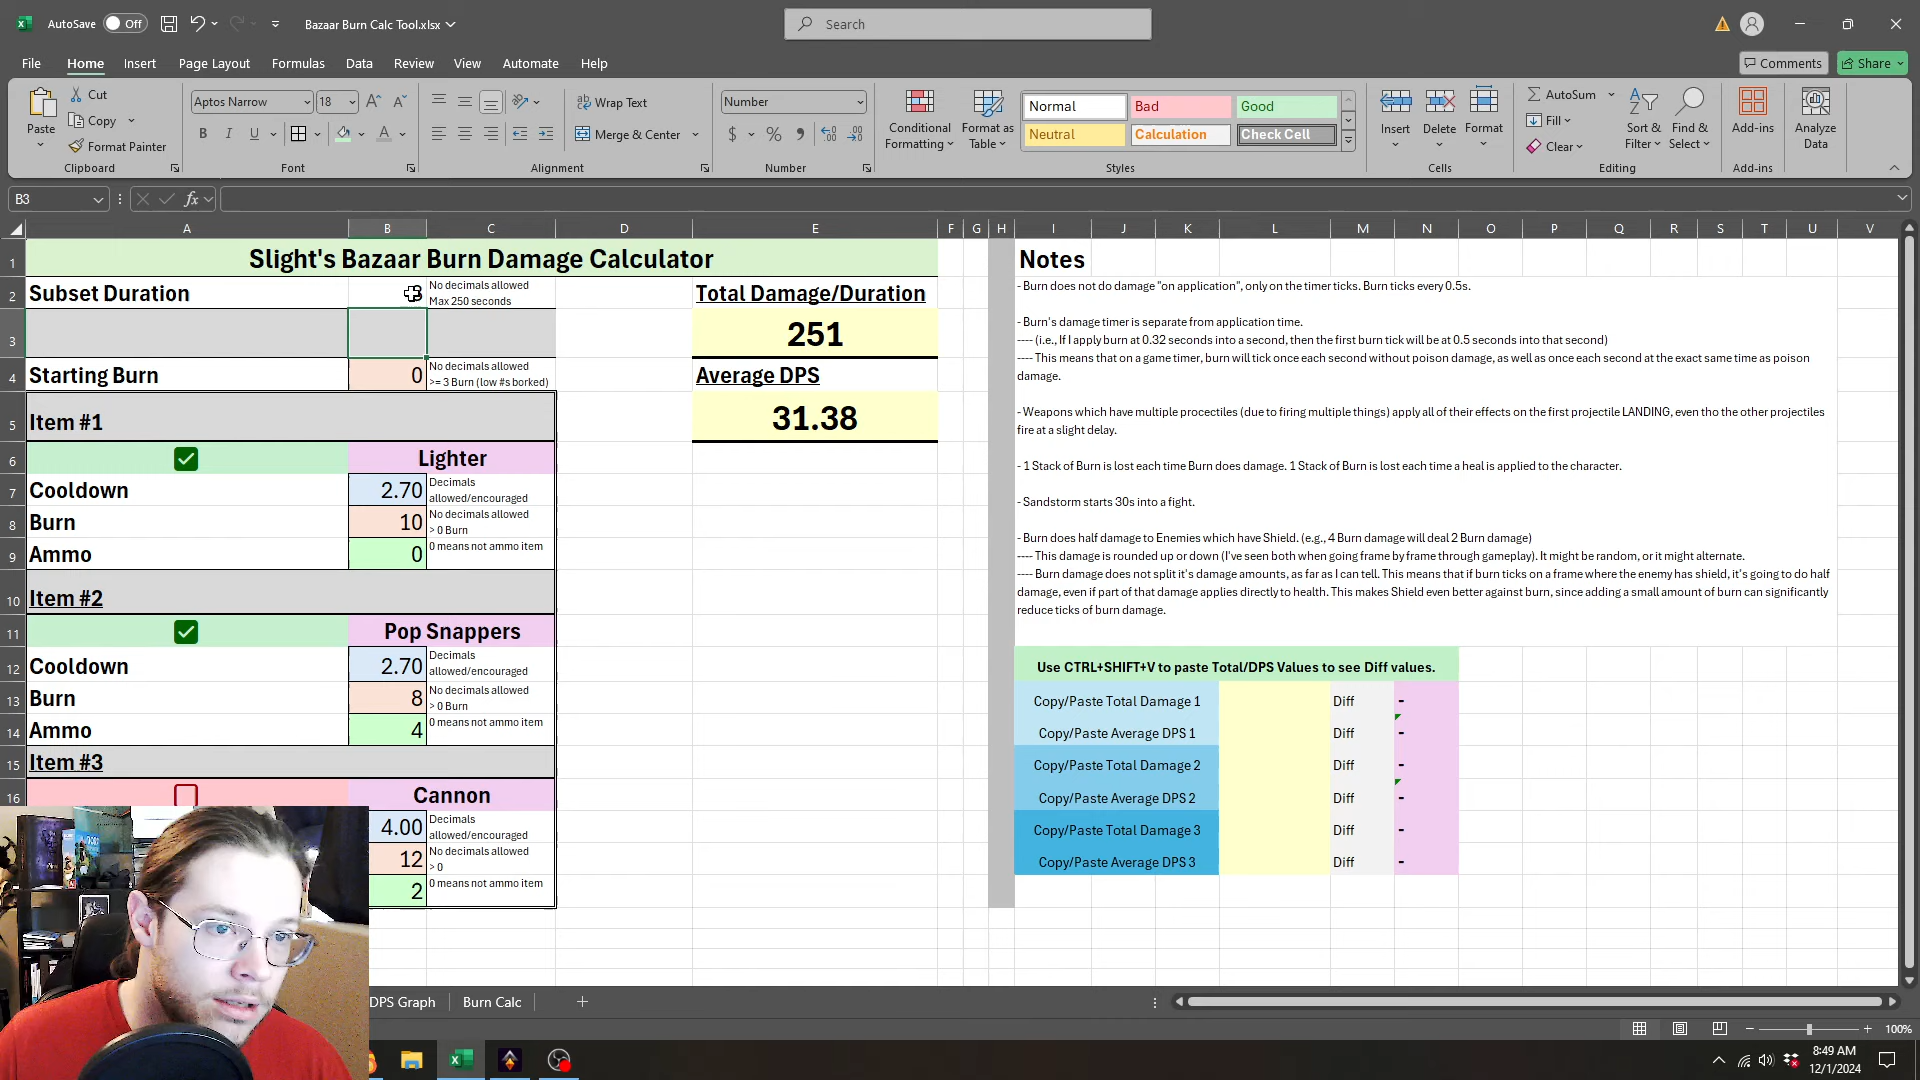 AutoSave Off Bazaar Burn Calc Tool.xlsx Search
File Home Insert Page Layout Formulas Data Review View Automate Help Comments Share
Paste Cut Copy Format Painter Clipboard
Aptos Narrow 18 B I U Font
Wrap Text Merge & Center Alignment
Number $ % Number
Conditional Formatting Format as Table
Normal Bad Good
Neutral Calculation Check Cell
Styles
Insert Delete Format Cells
AutoSum Fill Clear Sort & Filter Find & Select Editing
Add-ins Add-ins
Analyze Data
B3 fx
A B C D E F G H I J K L M N O P Q R S T U V
1 Slight's Bazaar Burn Damage Calculator
2 Subset Duration
No decimals allowed
Max 250 seconds
Total Damage/Duration
3 251
4 Starting Burn 0
No decimals allowed
>= 3 Burn (low #s borked)
Average DPS
5 Item #1 31.38
6 Lighter
7 Cooldown 2.70
Decimals
allowed/encouraged
8 Burn 10
No decimals allowed
> 0 Burn
9 Ammo 0 0 means not ammo item
10 Item #2
11 Pop Snappers
12 Cooldown 2.70
Decimals
allowed/encouraged
13 Burn 8
No decimals allowed
> 0 Burn
14 Ammo 4 0 means not ammo item
15 Item #3
16 Cannon
4.00
Decimals
allowed/encouraged
12
No decimals allowed
> 0
2 0 means not ammo item
Notes
- Burn does not do damage "on application", only on the timer ticks. Burn ticks every 0.5s.
- Burn's damage timer is separate from application time.
---- (i.e., If I apply burn at 0.32 seconds into a second, then the first burn tick will be at 0.5 seconds into that second)
---- This means that on a game timer, burn will tick once each second without poison damage, as well as once each second at the exact same time as poison
damage.
- Weapons which have multiple procectiles (due to firing multiple things) apply all of their effects on the first projectile LANDING, even tho the other projectiles
fire at a slight delay.
- 1 Stack of Burn is lost each time Burn does damage. 1 Stack of Burn is lost each time a heal is applied to the character.
- Sandstorm starts 30s into a fight.
- Burn does half damage to Enemies which have Shield. (e.g., 4 Burn damage will deal 2 Burn damage)
---- This damage is rounded up or down (I've seen both when going frame by frame through gameplay). It might be random, or it might alternate.
---- Burn damage does not split it's damage amounts, as far as I can tell. This means that if burn ticks on a frame where the enemy has shield, it's going to do half
damage, even if part of that damage applies directly to health. This makes Shield even better against burn, since adding a small amount of burn can significantly
reduce ticks of burn damage.
Use CTRL+SHIFT+V to paste Total/DPS Values to see Diff values.
Copy/Paste Total Damage 1 Diff -
Copy/Paste Average DPS 1 Diff -
Copy/Paste Total Damage 2 Diff -
Copy/Paste Average DPS 2 Diff -
Copy/Paste Total Damage 3 Diff -
Copy/Paste Average DPS 3 Diff -
DPS Graph Burn Calc
100%
8:49 AM
12/1/2024